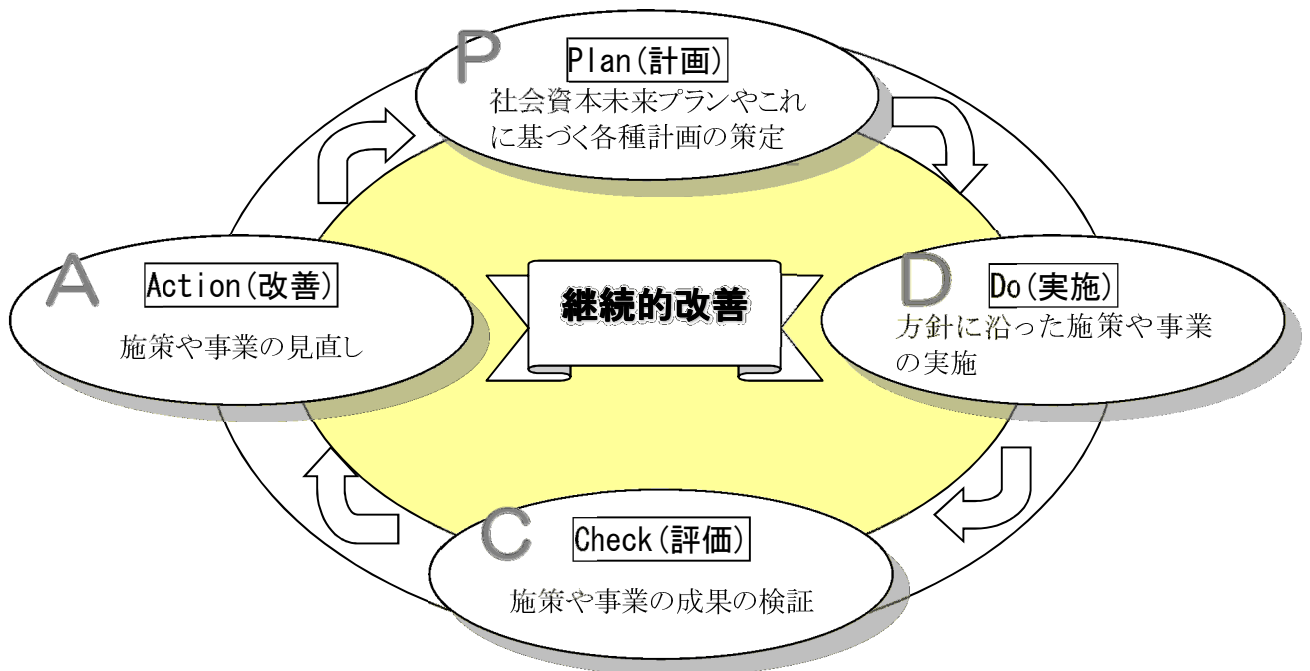 P
Plan(計画)
社会資本未来プランやこれ
に基づく各種計画の策定
A
Action(改善)
施策や事業の見直し
継続的改善
D
Do(実施)
方針に沿った施策や事業
の実施
C
Check(評価)
施策や事業の成果の検証